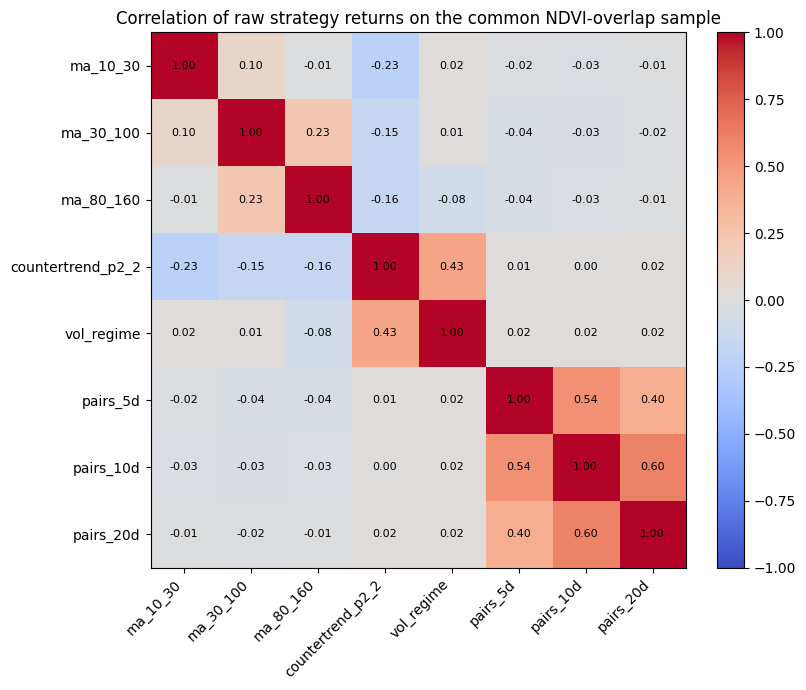 Correlation of raw strategy returns on the common NDVI-overlap sample
ma_10_30 1.00 0.10 -0.01 -0.23 0.02 -0.02 -0.03 -0.01
ma_30_100 0.10 1.00 0.23 -0.15 0.01 -0.04 -0.03 -0.02
ma_80_160 -0.01 0.23 1.00 -0.16 -0.08 -0.04 -0.03 -0.01
countertrend_p2_2 -0.23 -0.15 -0.16 1.00 0.43 0.01 0.00 0.02
vol_regime 0.02 0.01 -0.08 0.43 1.00 0.02 0.02 0.02
pairs_5d -0.02 -0.04 -0.04 0.01 0.02 1.00 0.54 0.40
pairs_10d -0.03 -0.03 -0.03 0.00 0.02 0.54 1.00 0.60
pairs_20d -0.01 -0.02 -0.01 0.02 0.02 0.40 0.60 1.00
ma_10_30 ma_30_100 ma_80_160 countertrend_p2_2 vol_regime pairs_5d pairs_10d pairs_20d
1.00
0.75
0.50
0.25
0.00
−0.25
−0.50
−0.75
−1.00